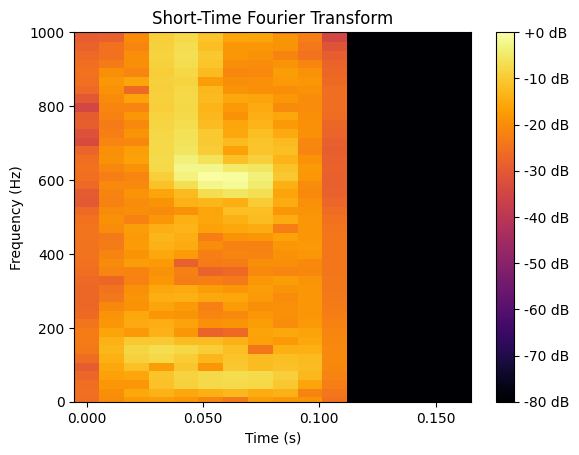 Short-Time Fourier Transform
1000
800
600
400
200
0
Frequency (Hz)
0.000
0.050
0.100
0.150
Time (s)
+0 dB
-10 dB
-20 dB
-30 dB
-40 dB
-50 dB
-60 dB
-70 dB
-80 dB